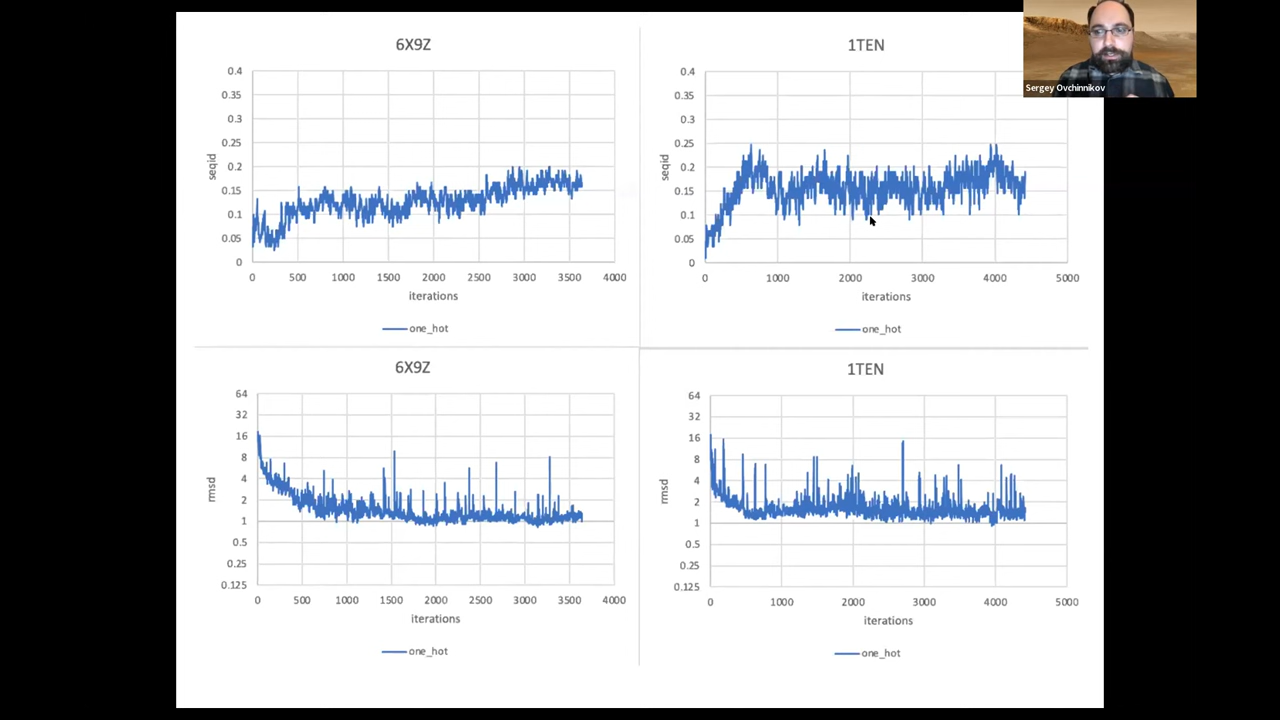 6X9Z
0.4
0.35
0.3
0.25
0.2
0.15
0.1
0.05
0
seqid
0 500 1000 1500 2000 2500 3000 3500 4000
iterations
one_hot
1TEN
0.4
0.35
0.3
0.25
0.2
0.15
0.1
0.05
0
seqid
0 1000 2000 3000 4000 5000
iterations
one_hot
Sergey Ovchinnikov
6X9Z
64
32
16
8
4
2
1
0.5
0.25
0.125
rmsd
0 500 1000 1500 2000 2500 3000 3500 4000
iterations
one_hot
1TEN
64
32
16
8
4
2
1
0.5
0.25
0.125
rmsd
0 1000 2000 3000 4000 5000
iterations
one_hot